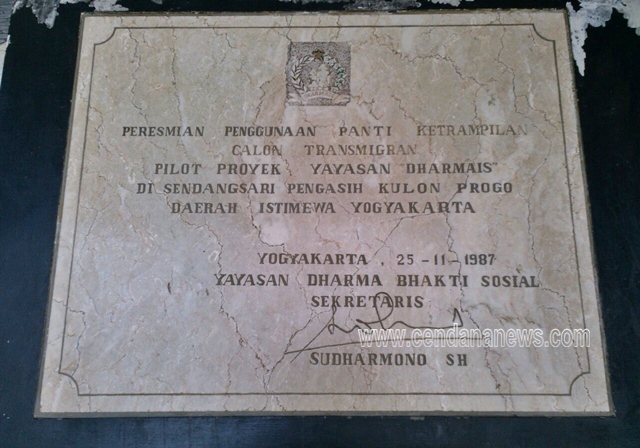 PERESMIAN PENGGUNAAN PANTI KETRAMPILAN
CALON TRANSMIGRAN
PILOT PROYEK YAYASAN "DHARMAIS"
DI SENDANGSARI PENGASIH KULON PROGO
DAERAH ISTIMEWA YOGYAKARTA
YOGYAKARTA , 25 - 11 - 1987
YAYASAN DHARMA BHAKTI SOSIAL
SEKRETARIS
www.cendananews.com
SUDHARMONO SH